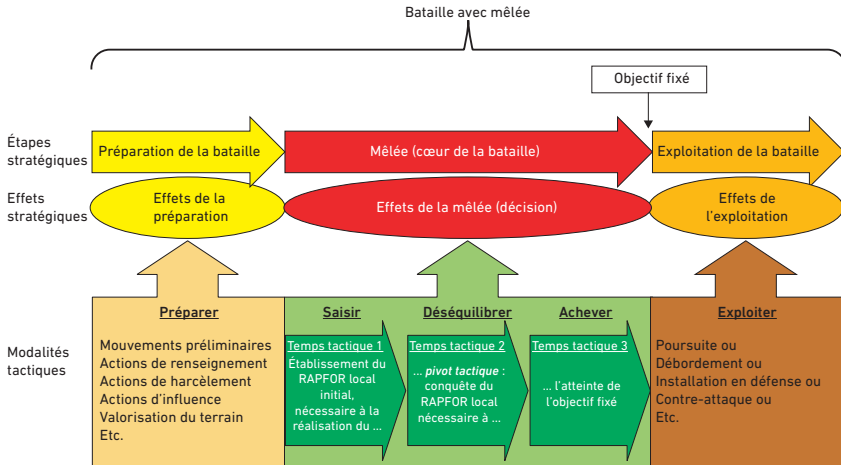 Bataille avec mêlée
Objectif fixé
Étapes
stratégiques
Préparation de la bataille
Mêlée (cœur de la bataille)
Exploitation de la bataille
Effets
stratégiques
Effets de la
préparation
Effets de la mêlée (décision)
Effets de
l'exploitation
Modalités
tactiques
Préparer
Mouvements préliminaires
Actions de renseignement
Actions de harcèlement
Actions d'influence
Valorisation du terrain
Etc.
Saisir
Temps tactique 1
Établissement du
RAPFOR local
initial,
nécessaire à la
réalisation du ...
Déséquilibrer
Temps tactique 2
... pivot tactique :
conquête du
RAPFOR local
nécessaire à ...
Achever
Temps tactique 3
... l'atteinte de
l'objectif fixé
Exploiter
Poursuite ou
Débordement ou
Installation en défense ou
Contre-attaque ou
Etc.